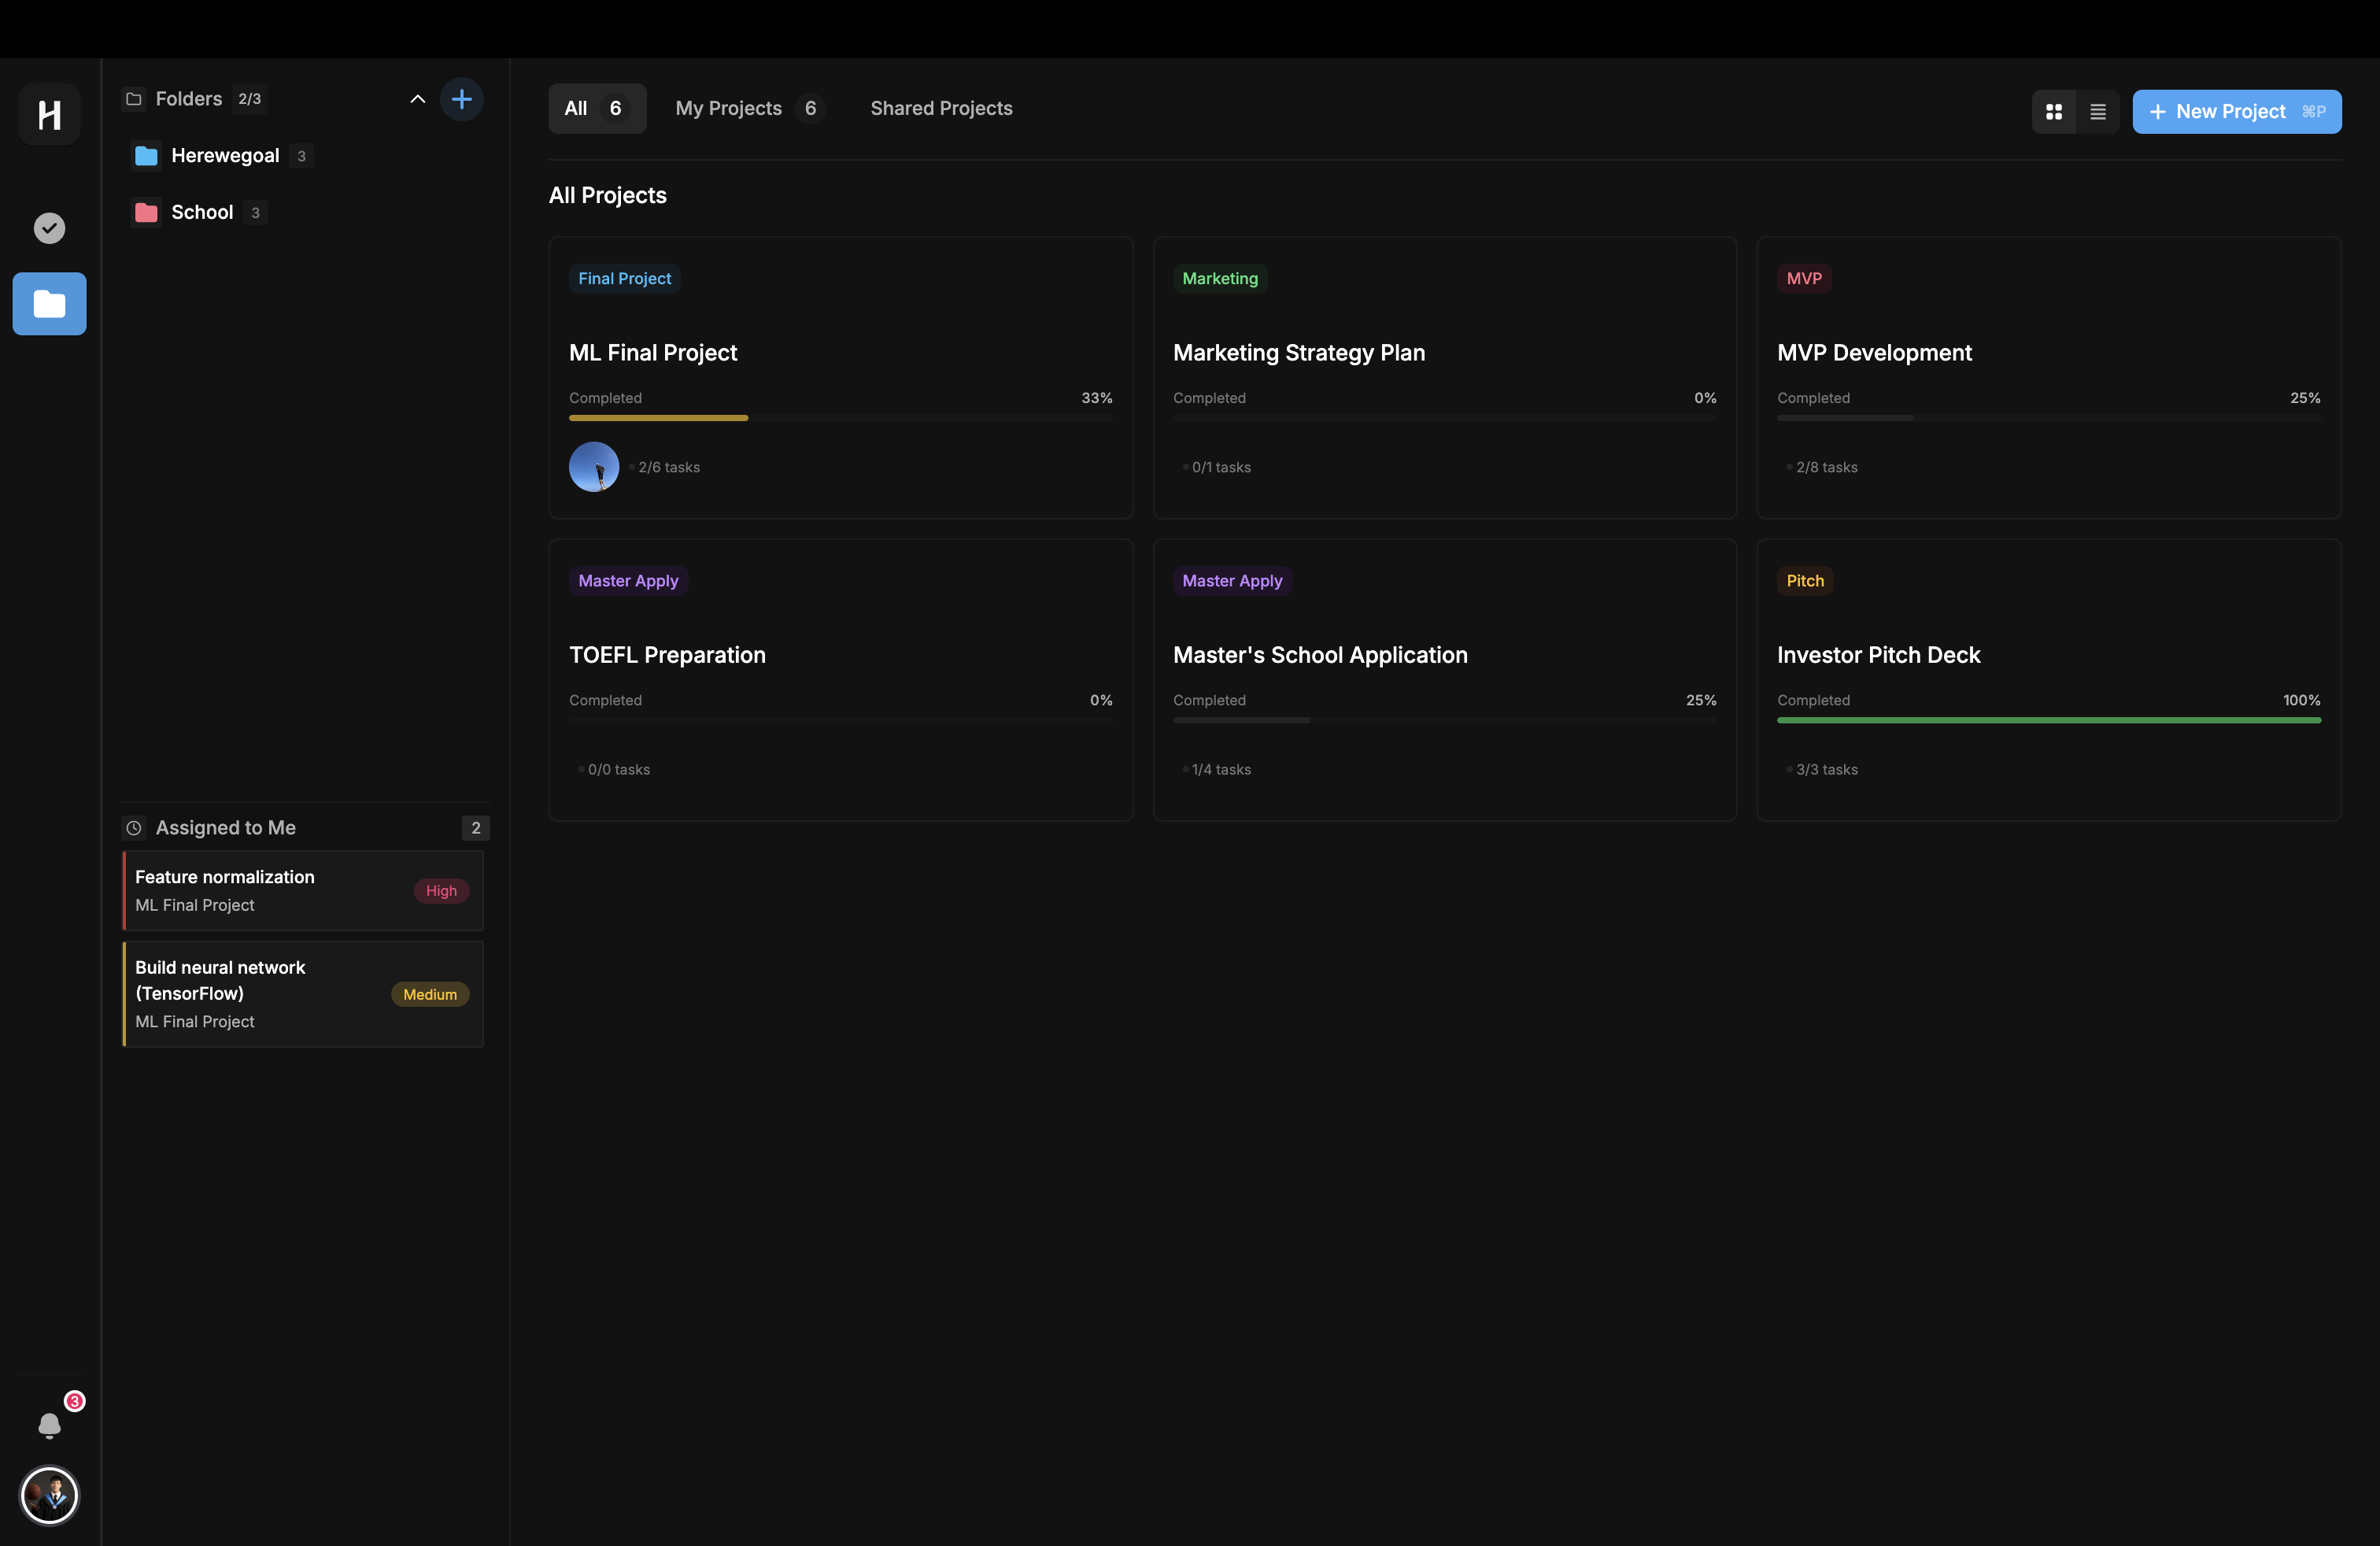 H
Folders 2/3
Herewegoal 3
School 3
Assigned to Me 2
Feature normalization
ML Final Project
High
Build neural network
(TensorFlow)
ML Final Project
Medium
3
All 6 My Projects 6 Shared Projects
+ New Project ⌘P
All Projects
Final Project
ML Final Project
Completed 33%
2/6 tasks
Marketing
Marketing Strategy Plan
Completed 0%
0/1 tasks
MVP
MVP Development
Completed 25%
2/8 tasks
Master Apply
TOEFL Preparation
Completed 0%
0/0 tasks
Master Apply
Master's School Application
Completed 25%
1/4 tasks
Pitch
Investor Pitch Deck
Completed 100%
3/3 tasks